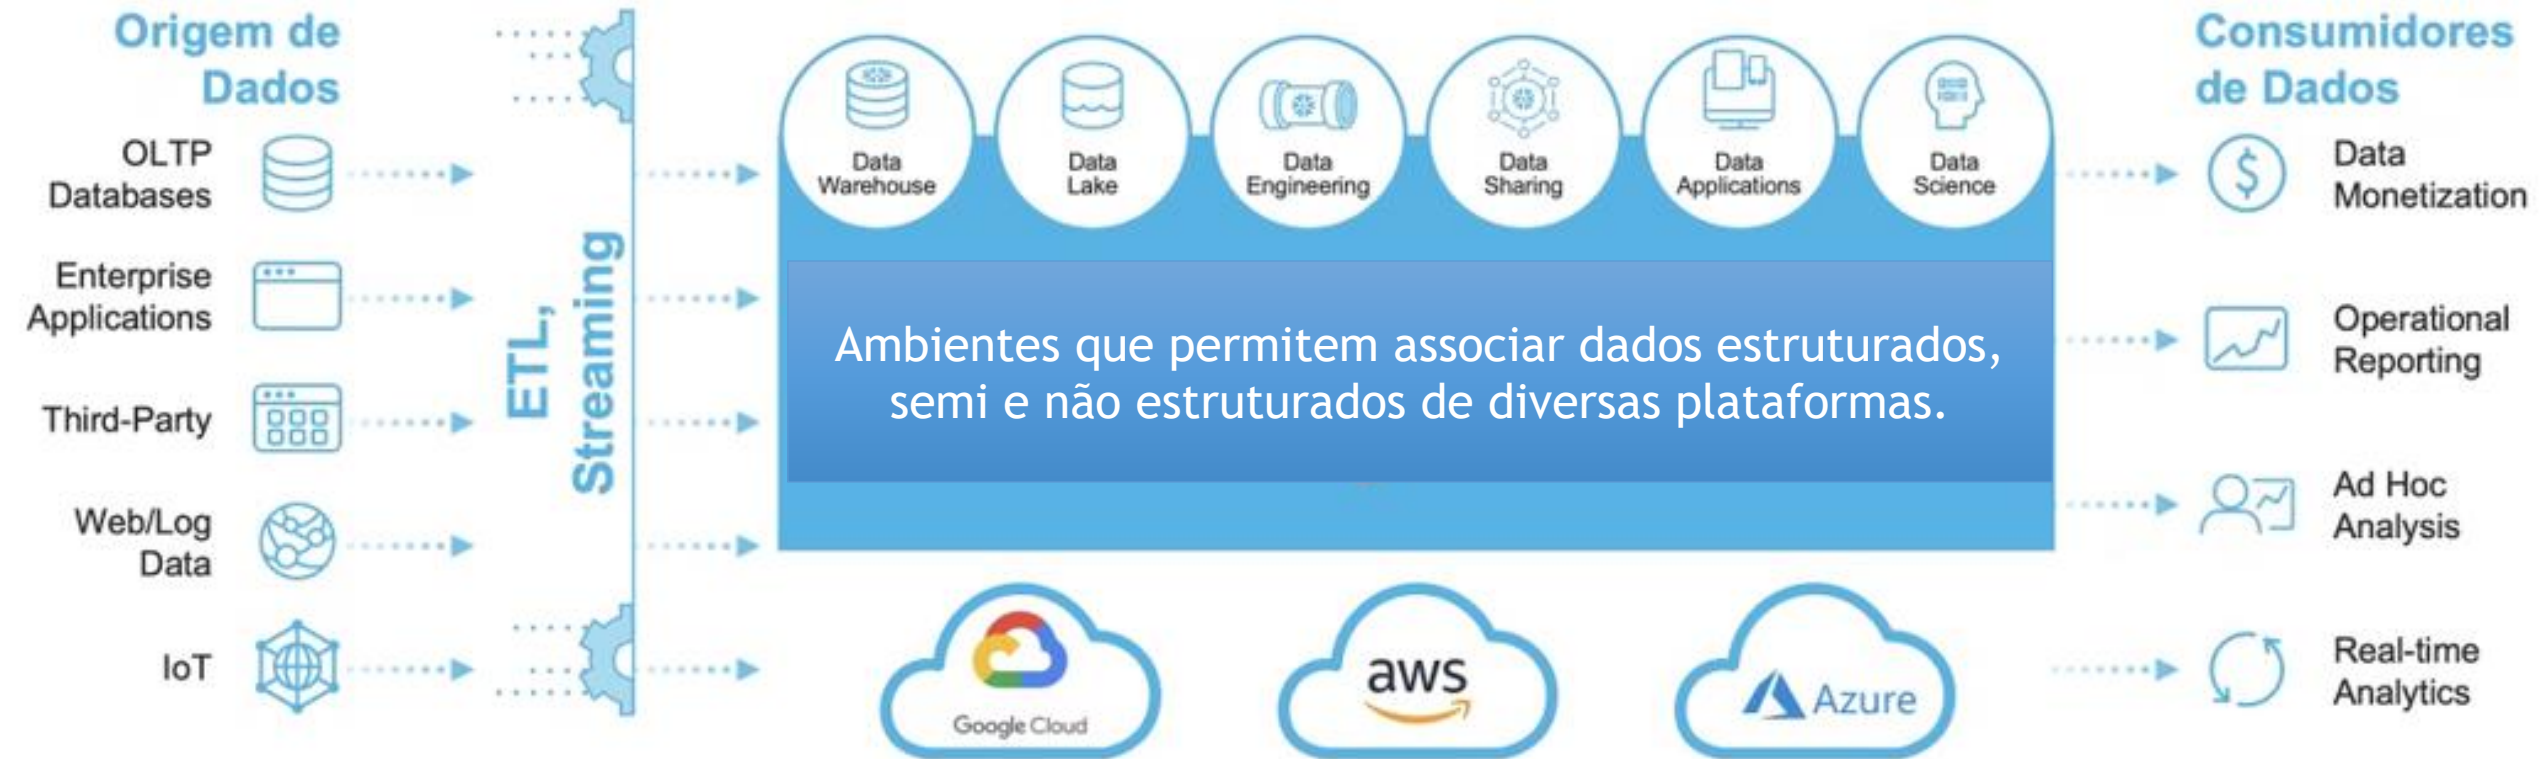 Origem de
Dados
OLTP
Databases
Enterprise
Applications
Third-Party
Web/Log
Data
IoT
ETL,
Streaming
Data
Warehouse
Data
Lake
Data
Engineering
Data
Sharing
Data
Applications
Data
Science
Ambientes que permitem associar dados estruturados,
semi e não estruturados de diversas plataformas.
Google Cloud
aws
Azure
Consumidores
de Dados
Data
Monetization
Operational
Reporting
Ad Hoc
Analysis
Real-time
Analytics